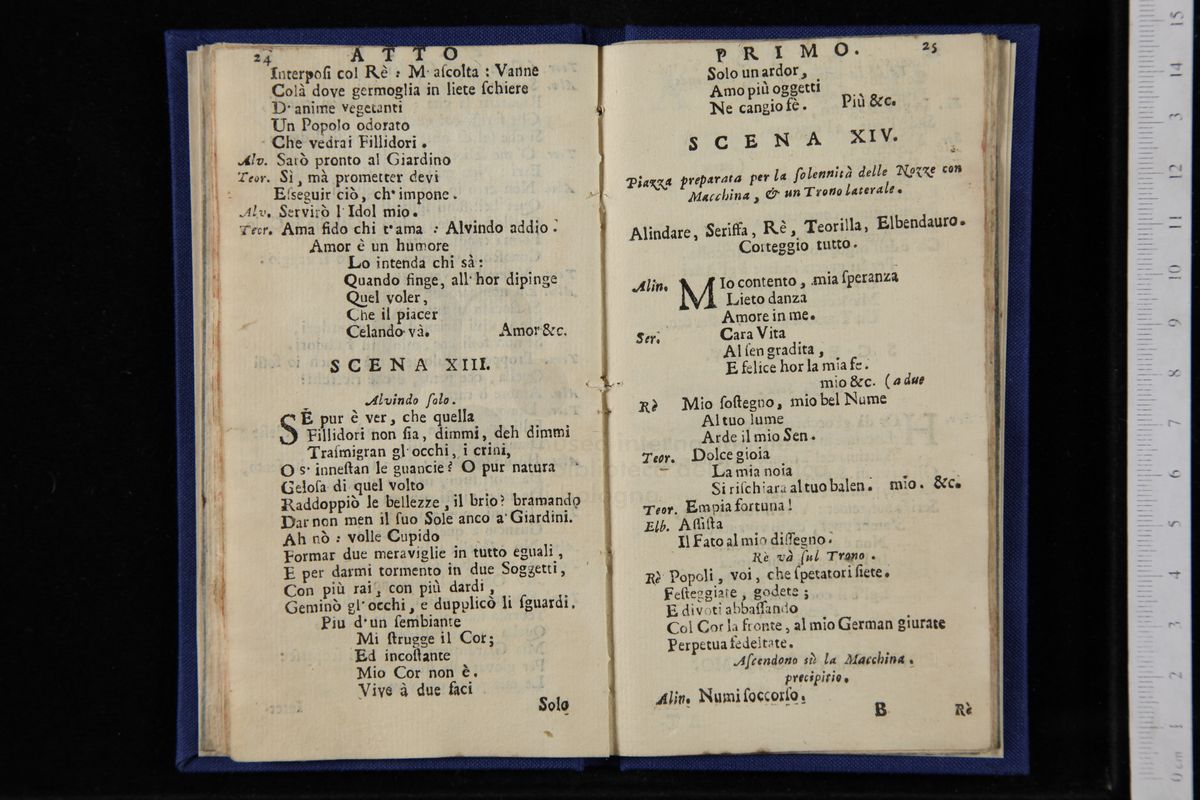 24 ATTO
Interpoſi col Rè : M'aſcolta : Vanne
Colà dove germoglia in liete ſchiere
D'anime vegetanti
Un Popolo odorato
Che vedrai Fillidori.
Alv. Sarò pronto al Giardino
Teor. Sì, mà prometter devi
Eſseguir ciò, ch'impone.
Alv. Servirò l'Idol mio.
Teor. Ama fido chi t'ama : Alvindo addio.
Amor è un humore
Lo intenda chi sà:
Quando finge, all'hor dipinge
Quel voler,
Che il piacer
Celando và. Amor &c.
SCENA XIII.
Alvindo ſolo.
SE pur è ver, che quella
Fillidori non ſia, dimmi, deh dimmi
Traſmigran gl'occhi, i crini,
O s'inneſtan le guancie? O pur natura
Geloſa di quel volto
Raddoppiò le bellezze, il brio? bramando
Dar non men il ſuo Sole anco a'Giardini.
Ah nò : volle Cupido
Formar due meraviglie in tutto eguali,
E per darmi tormento in due Soggetti,
Con più rai, con più dardi,
Geminò gl'occhi, e dupplicò li ſguardi.
Piu d'un ſembiante
Mi ſtrugge il Cor;
Ed incoſtante
Mio Cor non è.
Vive à due faci
Solo
PRIMO. 25
Solo un ardor,
Amo più oggetti
Ne cangio fè. Più &c.
SCENA XIV.
Piazza preparata per la ſolennità delle Nozze con
Macchina, & un Trono laterale.
Alindare, Seriffa, Rè, Teorilla, Elbendauro.
Corteggio tutto.
Alin. MIo contento, mia ſperanza
Lieto danza
Amore in me.
Ser. Cara Vita
Al ſen gradita,
E felice hor la mia fe.
mio &c. (a due
Rè Mio ſoſtegno, mio bel Nume
Al tuo lume
Arde il mio Sen.
Teor. Dolce gioia
La mia noia
Si riſchiara al tuo balen. mio. &c.
Teor. Empia fortuna!
Elb. Aſſiſta
Il Fato al mio diſſegno.
Rè và ſul Trono.
Rè Popoli, voi, che ſpetatori ſiete.
Feſteggiate, godete;
E divoti abbaſſando
Col Cor la fronte, al mio German giurate
Perpetua fedeltate.
Aſcendono sù la Macchina.
precipitio.
Alin. Numi ſoccorſo.
B Rè